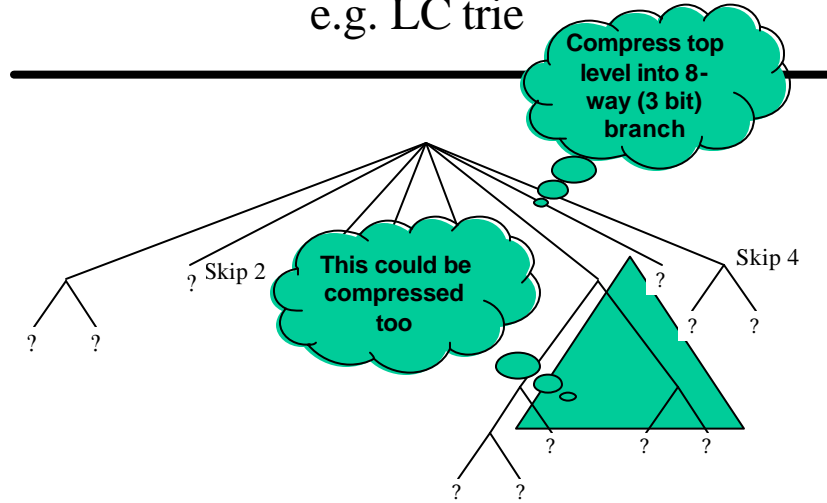 e.g. LC trie
Compress top
level into 8-
way (3 bit)
branch
? Skip 2
This could be
compressed
too
?
Skip 4
? ?
? ?
? ? ?
? ?